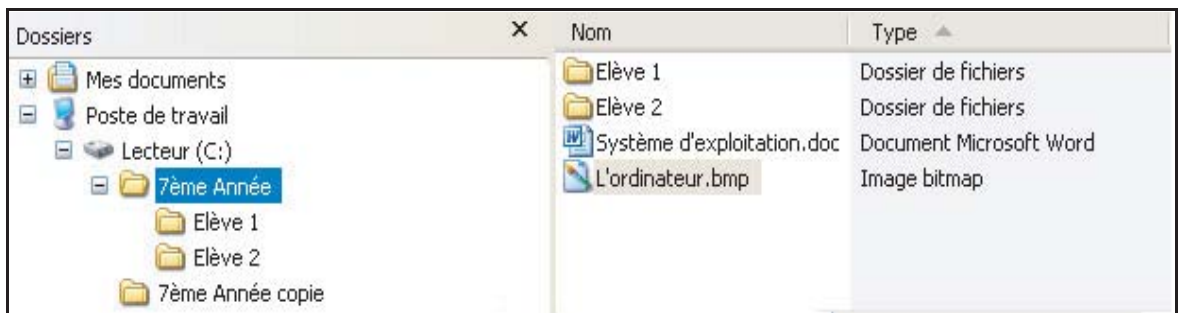 Dossiers
Mes documents
Poste de travail
Lecteur (C:)
7ème Année
Elève 1
Elève 2
7ème Année copie
Nom Type
Elève 1 Dossier de fichiers
Elève 2 Dossier de fichiers
Système d'exploitation.doc Document Microsoft Word
L'ordinateur.bmp Image bitmap